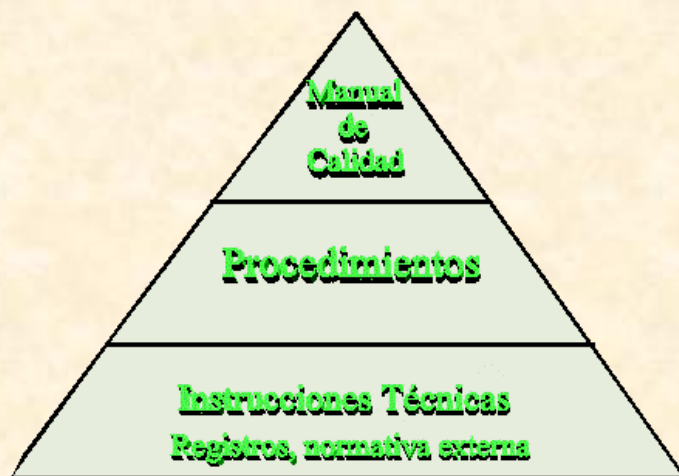 Manual
de
Calidad
Procedimientos
Instrucciones Técnicas
Registros, normativa externa